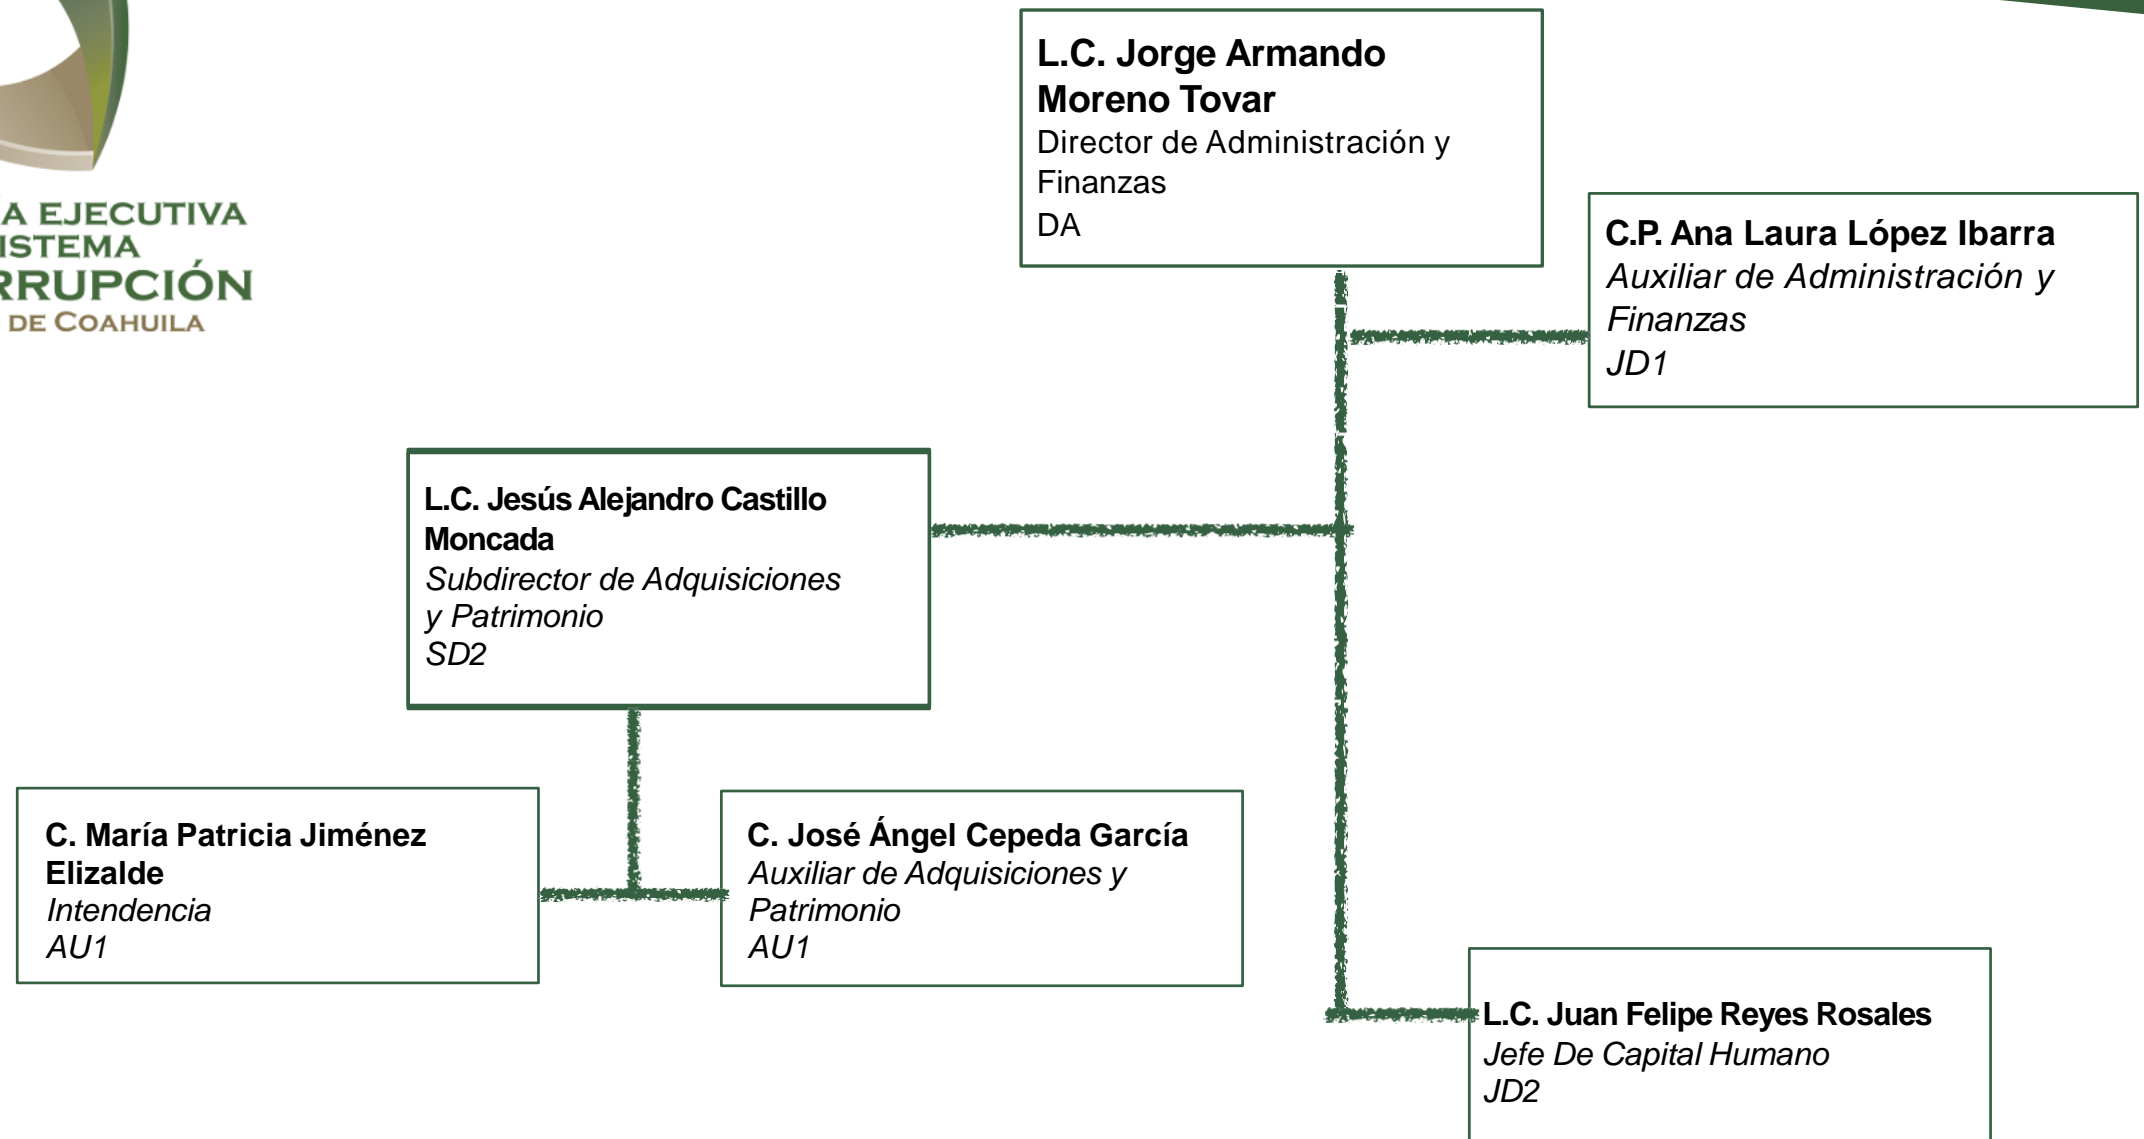 A EJECUTIVA
ISTEMA
RRUPCIÓN
DE COAHUILA
L.C. Jorge Armando
Moreno Tovar
Director de Administración y
Finanzas
DA
C.P. Ana Laura López Ibarra
Auxiliar de Administración y
Finanzas
JD1
L.C. Jesús Alejandro Castillo
Moncada
Subdirector de Adquisiciones
y Patrimonio
SD2
C. María Patricia Jiménez
Elizalde
Intendencia
AU1
C. José Ángel Cepeda García
Auxiliar de Adquisiciones y
Patrimonio
AU1
L.C. Juan Felipe Reyes Rosales
Jefe De Capital Humano
JD2